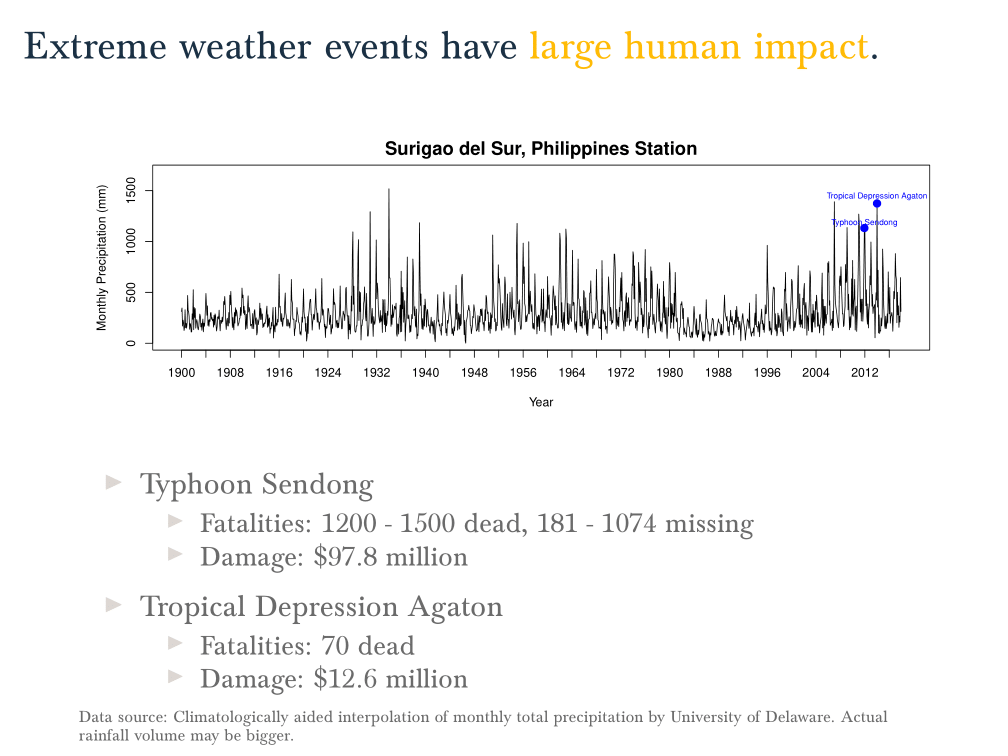 Extreme weather events have large human impact.
Surigao del Sur, Philippines Station
Monthly Precipitation (mm)
1500
1000
500
0
Tropical Depression Agaton
Typhoon Sendong
1900 1908 1916 1924 1932 1940 1948 1956 1964 1972 1980 1988 1996 2004 2012
Year
Typhoon Sendong
Fatalities: 1200 - 1500 dead, 181 - 1074 missing
Damage: $97.8 million
Tropical Depression Agaton
Fatalities: 70 dead
Damage: $12.6 million
Data source: Climatologically aided interpolation of monthly total precipitation by University of Delaware. Actual
rainfall volume may be bigger.